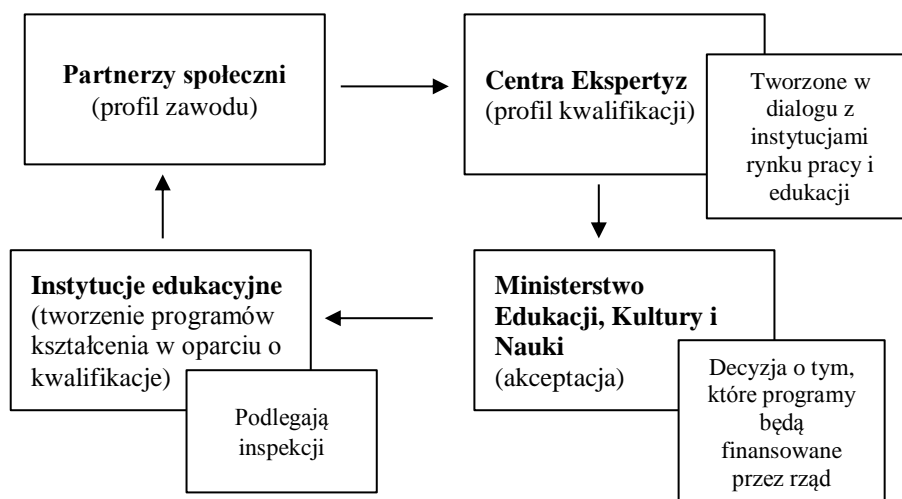 Partnerzy społeczni
(profil zawodu)
Centra Ekspertyz
(profil kwalifikacji)
Tworzone w
dialogu z
instytucjami
rynku pracy i
edukacji
Instytucje edukacyjne
(tworzenie programów
kształcenia w oparciu o
kwalifikacje)
Podlegają
inspekcji
Ministerstwo
Edukacji, Kultury i
Nauki
(akceptacja)
Decyzja o tym,
które programy
będą
finansowane
przez rząd